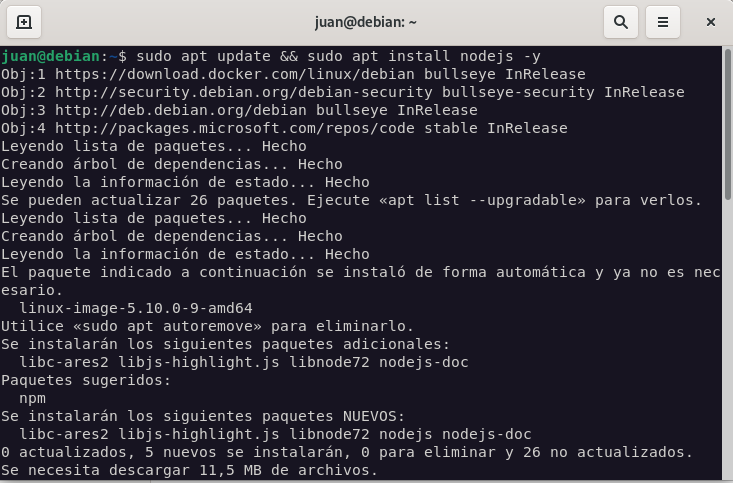 juan@debian: ~
juan@debian:~$ sudo apt update && sudo apt install nodejs -y
Obj:1 https://download.docker.com/linux/debian bullseye InRelease
Obj:2 http://security.debian.org/debian-security bullseye-security InRelease
Obj:3 http://deb.debian.org/debian bullseye InRelease
Obj:4 http://packages.microsoft.com/repos/code stable InRelease
Leyendo lista de paquetes... Hecho
Creando árbol de dependencias... Hecho
Leyendo la información de estado... Hecho
Se pueden actualizar 26 paquetes. Ejecute «apt list --upgradable» para verlos.
Leyendo lista de paquetes... Hecho
Creando árbol de dependencias... Hecho
Leyendo la información de estado... Hecho
El paquete indicado a continuación se instaló de forma automática y ya no es nec
esario.
  linux-image-5.10.0-9-amd64
Utilice «sudo apt autoremove» para eliminarlo.
Se instalarán los siguientes paquetes adicionales:
  libc-ares2 libjs-highlight.js libnode72 nodejs-doc
Paquetes sugeridos:
  npm
Se instalarán los siguientes paquetes NUEVOS:
  libc-ares2 libjs-highlight.js libnode72 nodejs nodejs-doc
0 actualizados, 5 nuevos se instalarán, 0 para eliminar y 26 no actualizados.
Se necesita descargar 11,5 MB de archivos.